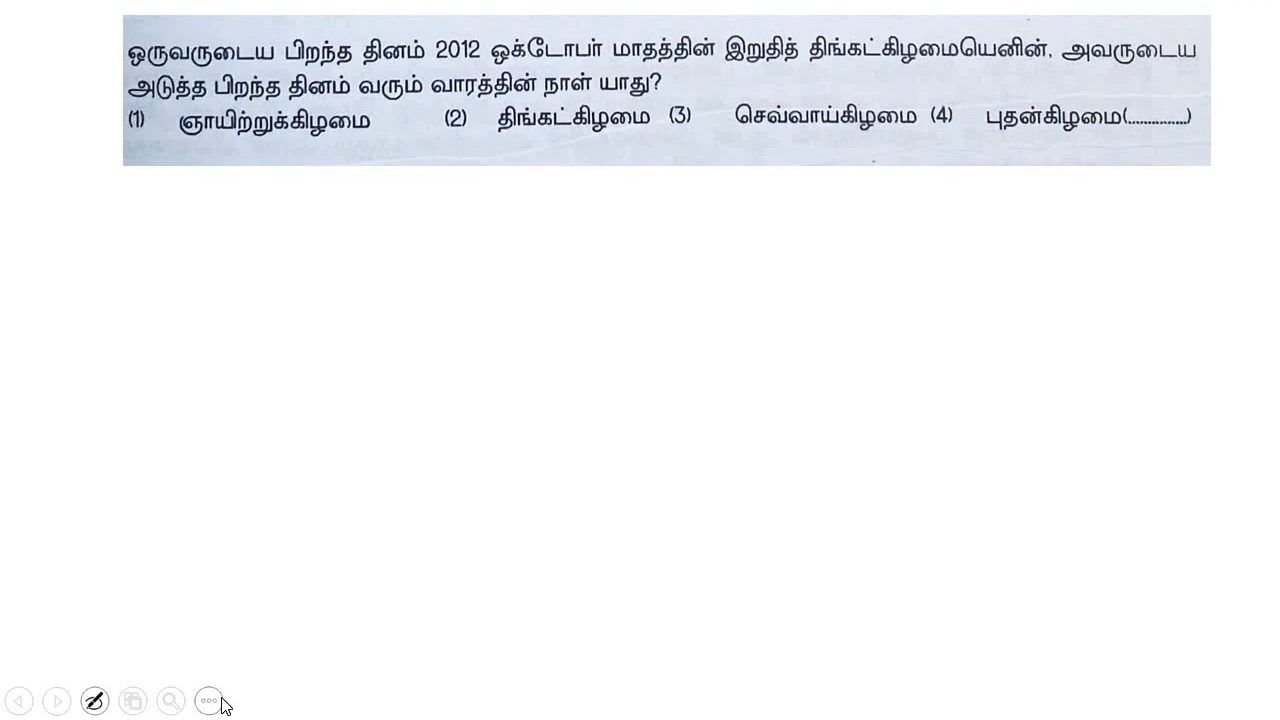 ஒருவருடைய பிறந்த தினம் 2012 ஒக்டோபர் மாதத்தின் இறுதித் திங்கட்கிழமையெனின், அவருடைய
அடுத்த பிறந்த தினம் வரும் வாரத்தின் நாள் யாது?
(1) ஞாயிற்றுக்கிழமை (2) திங்கட்கிழமை (3) செவ்வாய்கிழமை (4) புதன்கிழமை(...............)